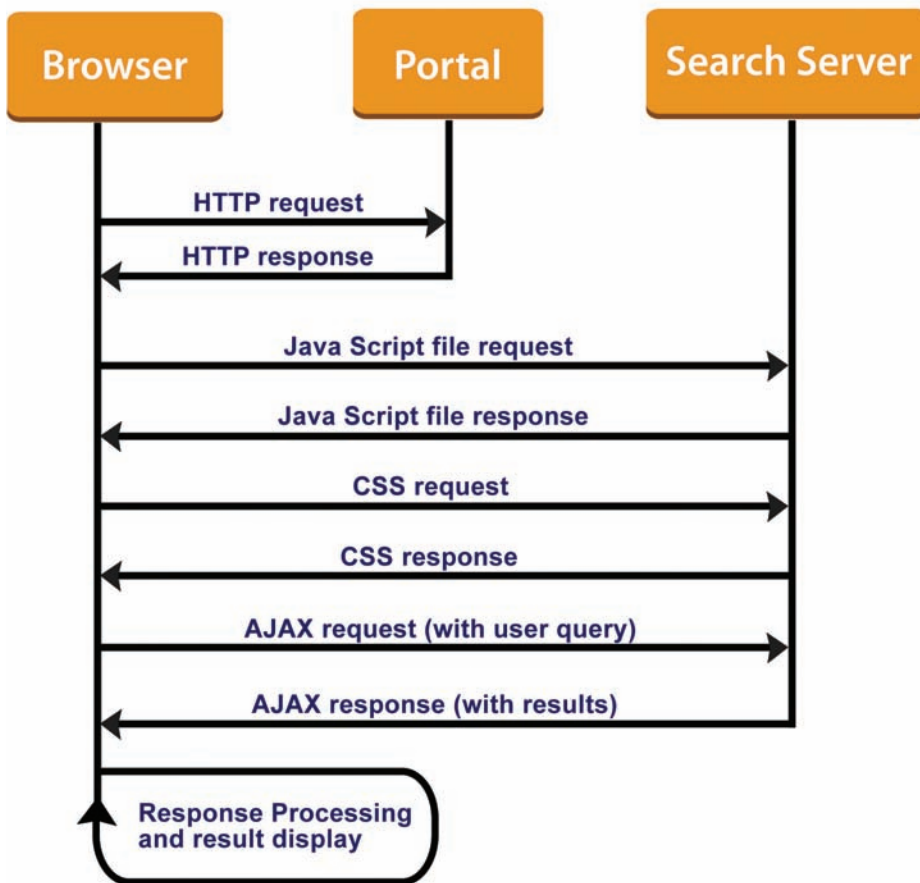 Browser
Portal
Search Server
HTTP request
HTTP response
Java Script file request
Java Script file response
CSS request
CSS response
AJAX request (with user query)
AJAX response (with results)
Response Processing
and result display